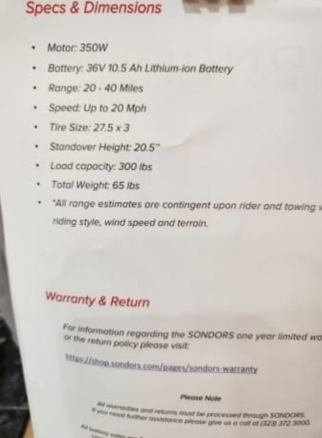 Specs & Dimensions
• Motor: 350W
• Battery: 36V 10.5 Ah Lithium-ion Battery
• Range: 20 - 40 Miles
• Speed: Up to 20 Mph
• Tire Size: 27.5 x 3
• Standover Height: 20.5"
• Load capacity: 300 lbs
• Total Weight: 65 lbs
• *All range estimates are contingent upon rider and towing
riding style, wind speed and terrain.
Warranty & Return
For information regarding the SONDORS one year limited
or the return policy please visit:
https://shop.sondors.com/pages/sondors-warranty
Please Note
All warranties and returns must be processed through SONDORS.
If you need further assistance please give us a call at (323) 372 3000.
All battery